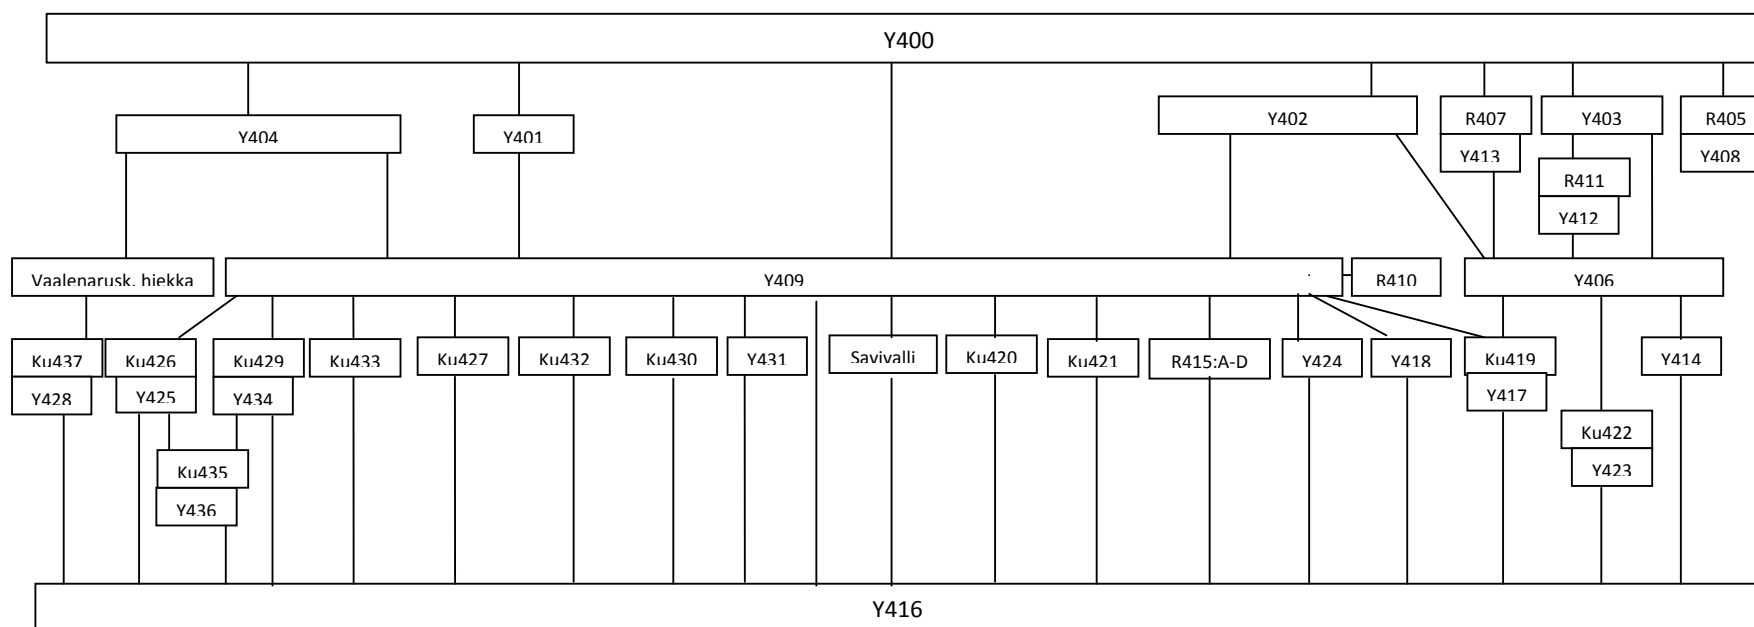 Y400
Y402
R407
Y403
R405
Y404
Y401
Y413
Y408
R411
Y412
Vaalenarusk. hiekka
Y409
R410
Y406
Ku437
Ku426
Ku429
Ku433
Ku427
Ku432
Ku430
Y431
Savivalli
Ku420
Ku421
R415:A-D
Y424
Y418
Ku419
Y414
Y428
Y425
Y434
Y417
Ku422
Ku435
Y423
Y436
Y416